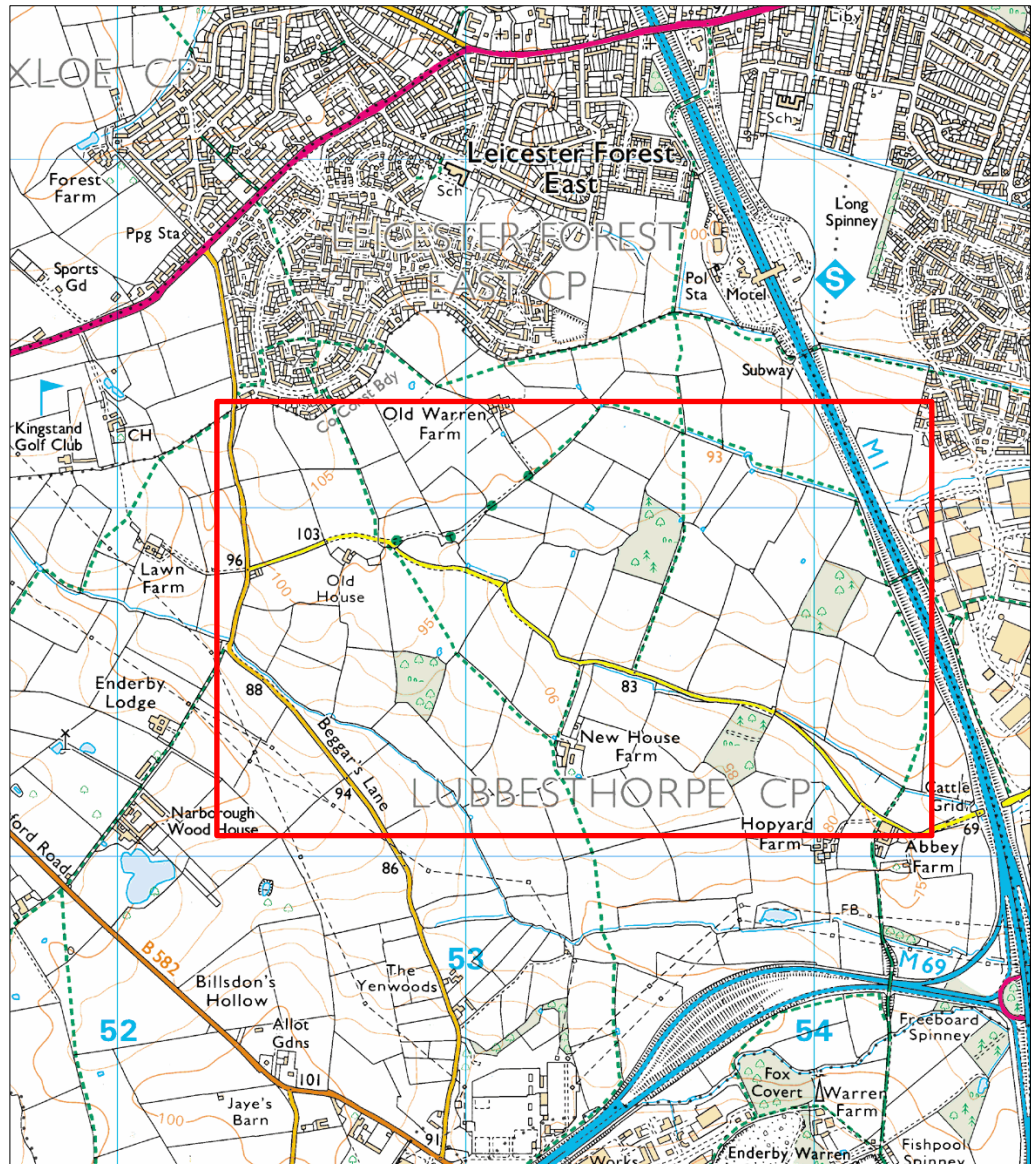 XLOE CP
Liby
Sch
Forest
Farm
Leicester Forest
East
Sch
Long
Spinney
Ppg Sta
LEICESTER FOREST
EAST CP
100
Sports
Gd
Pol
Sta
Motel
S
Subway
Co Const Bdy
Kingstand
Golf Club
CH
Old Warren
Farm
M1
93
105
103
96
Lawn
Farm
100
Old
House
95
88
Enderby
Lodge
90
83
New House
Farm
Beggar's Lane
94
85
LUBBESTHORPE CP
Cattle
Grid
69
Narborough
Wood House
80
Hopyard
Farm
Abbey
Farm
75
ford Road
86
FB
B 582
53
M 69
Billsdon's
Hollow
The
Yenwoods
52
54
Freeboard
Spinney
Allot
Gdns
101
Fox
Covert
Warren
Farm
100
Jaye's
Barn
91
Works
Enderby Warren
Fishpool
Spinney